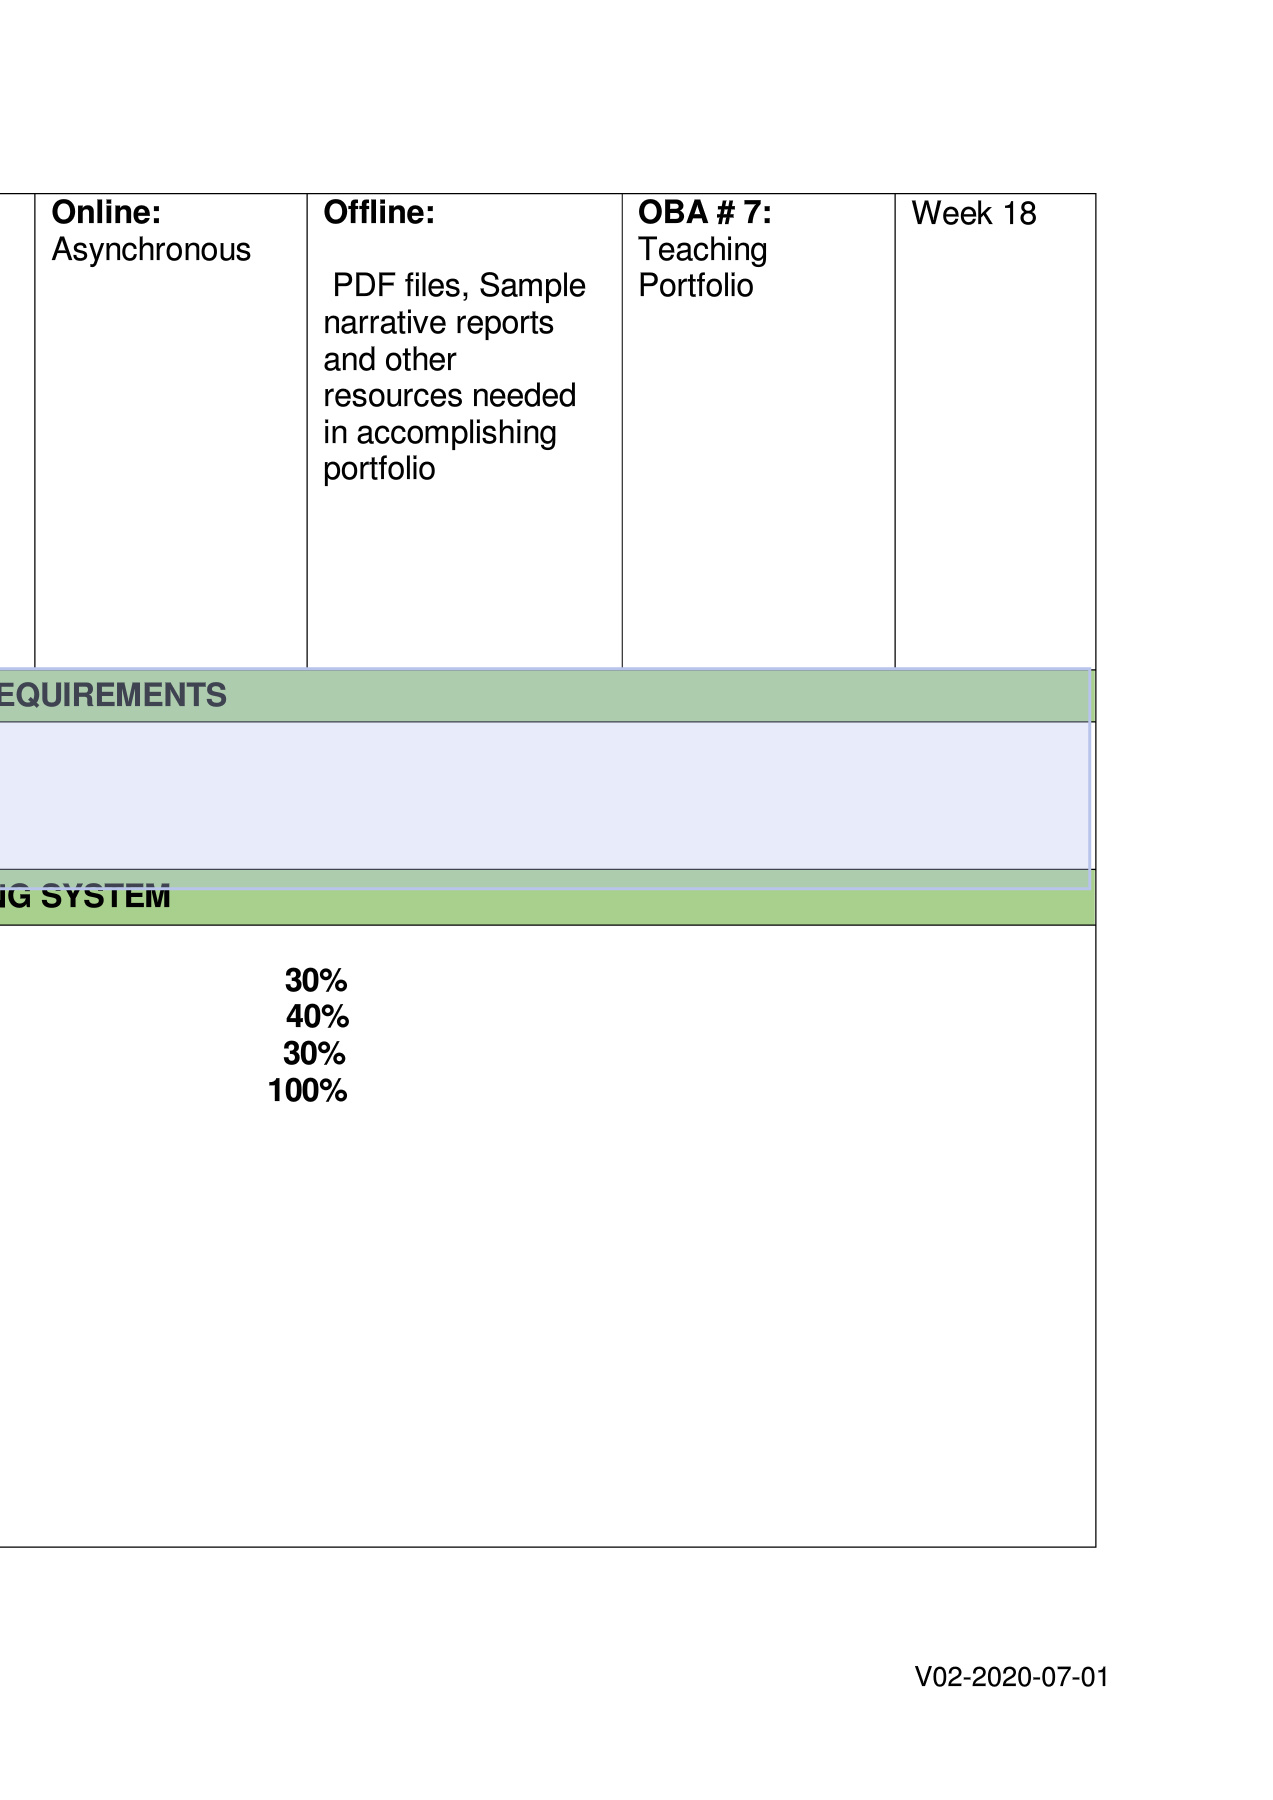 Online:
Asynchronous
Offline:
PDF files, Sample
narrative reports
and other
resources needed
in accomplishing
portfolio
OBA # 7:
Teaching
Portfolio
Week 18
EQUIREMENTS
NG SYSTEM
30%
40%
30%
100%
V02-2020-07-01